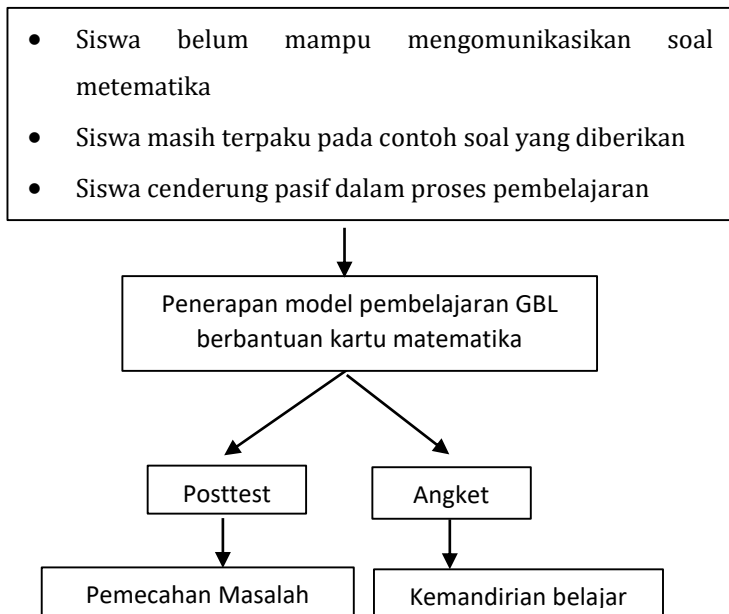 • Siswa belum mampu mengomunikasikan soal
metematika
• Siswa masih terpaku pada contoh soal yang diberikan
• Siswa cenderung pasif dalam proses pembelajaran
Penerapan model pembelajaran GBL
berbantuan kartu matematika
Posttest
Angket
Pemecahan Masalah
Kemandirian belajar